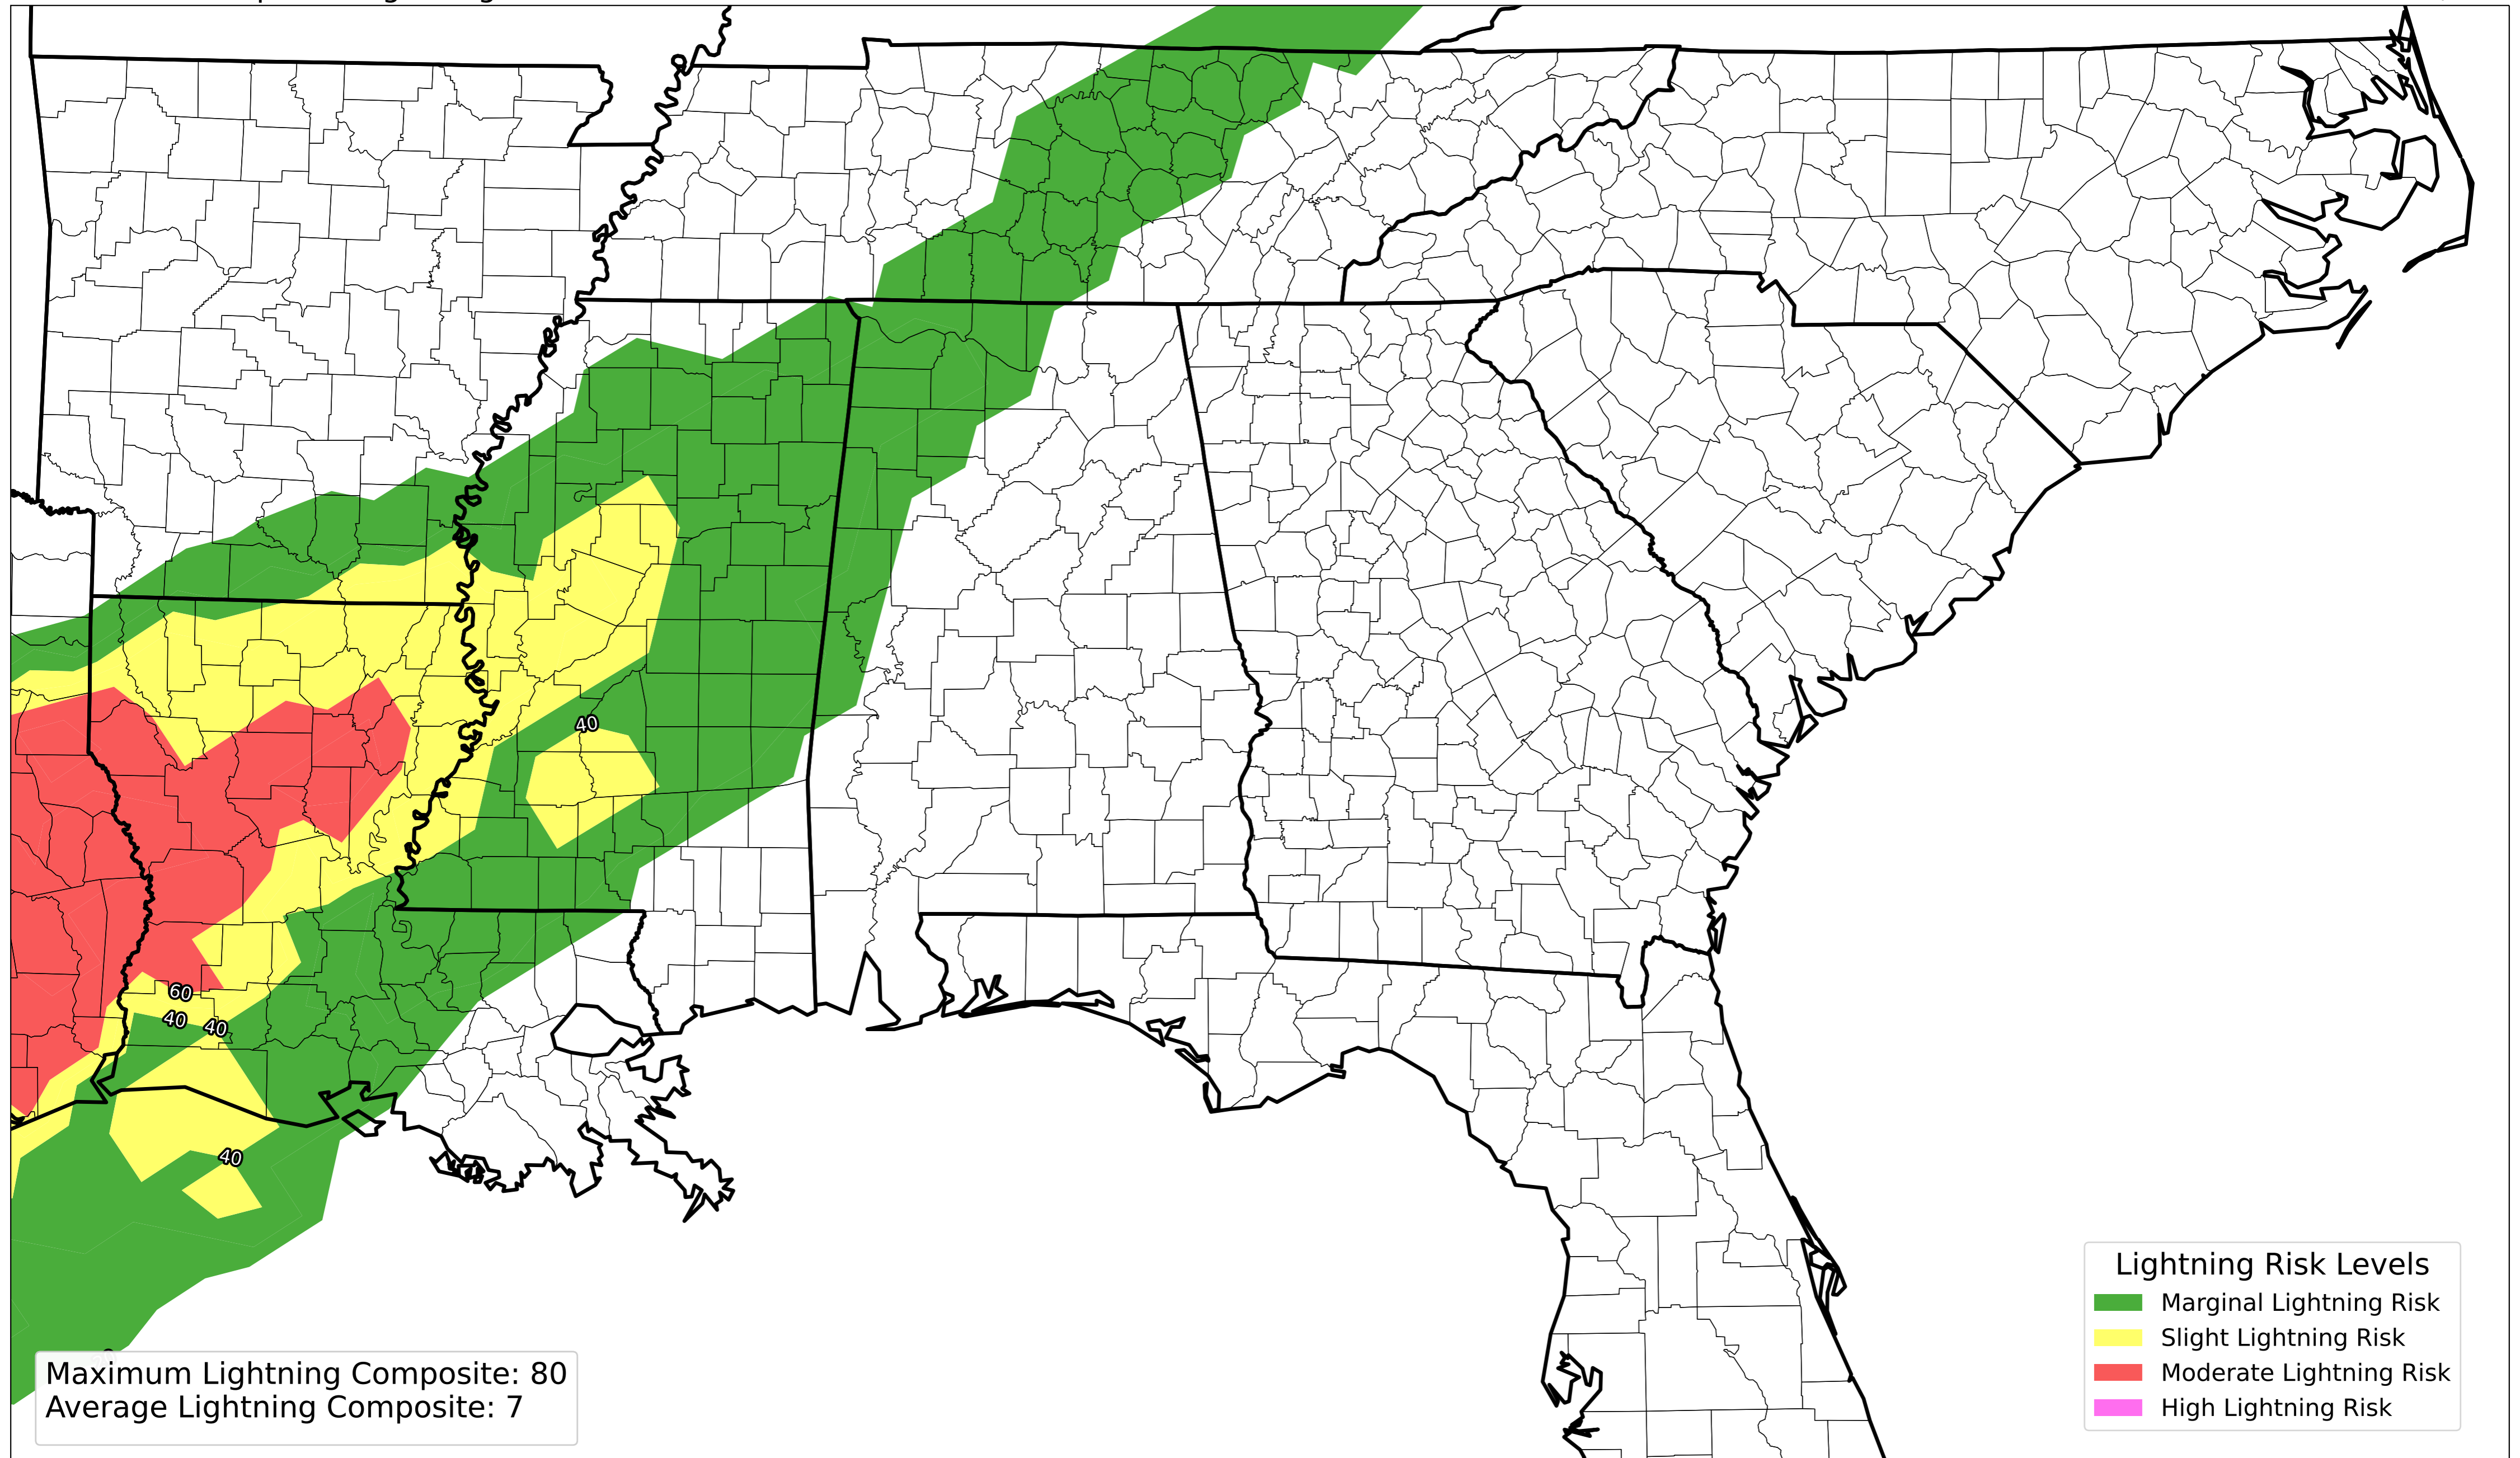 40
60
40
40
40
Lightning Risk Levels
Marginal Lightning Risk
Slight Lightning Risk
Moderate Lightning Risk
High Lightning Risk
Maximum Lightning Composite: 80
Average Lightning Composite: 7